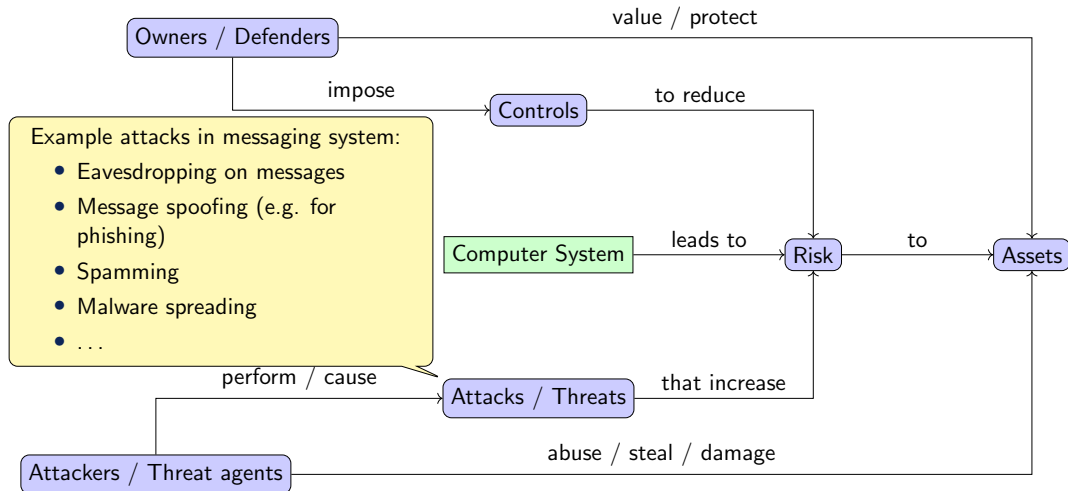 value / protect
Owners / Defenders
impose
Controls
to reduce
Example attacks in messaging system:
• Eavesdropping on messages
• Message spoofing (e.g. for
phishing)
• Spamming
• Malware spreading
• . . .
Computer System
leads to
Risk
to
Assets
perform / cause
Attacks / Threats
that increase
Attackers / Threat agents
abuse / steal / damage